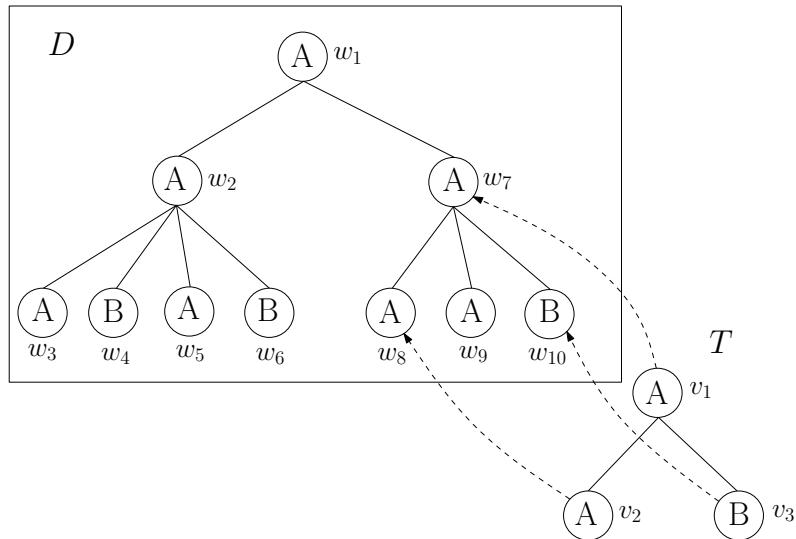 D
A w₁
A w₂ A w₇
A B A B A A B
w₃ w₄ w₅ w₆ w₈ w₉ w₁₀
T
A v₁
A v₂ B v₃